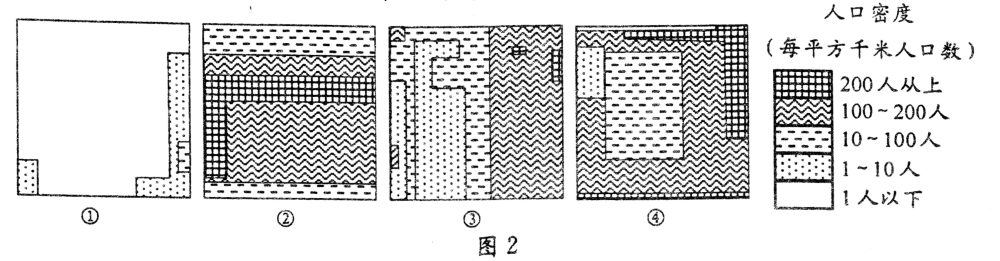 人口密度
(每平方千米人口数)
200人从上
100~200人
10~100人
1~10人
1人以下
① ② ③ ④
图2